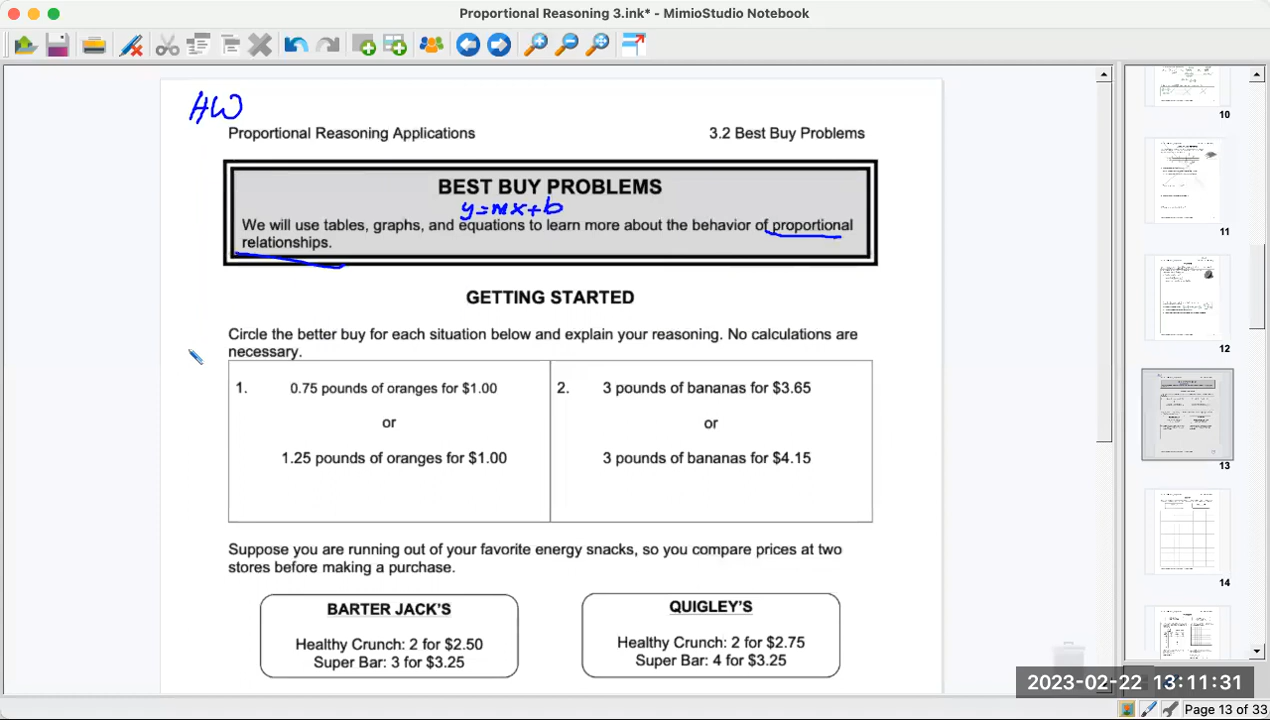 Proportional Reasoning 3.ink* - MimioStudio Notebook
HW
Proportional Reasoning Applications 3.2 Best Buy Problems
BEST BUY PROBLEMS
y=mx+b
We will use tables, graphs, and equations to learn more about the behavior of proportional
relationships.
GETTING STARTED
Circle the better buy for each situation below and explain your reasoning. No calculations are
necessary.
1. 0.75 pounds of oranges for $1.00
or
1.25 pounds of oranges for $1.00
2. 3 pounds of bananas for $3.65
or
3 pounds of bananas for $4.15
Suppose you are running out of your favorite energy snacks, so you compare prices at two
stores before making a purchase.
BARTER JACK'S
Healthy Crunch: 2 for $2.50
Super Bar: 3 for $3.25
QUIGLEY'S
Healthy Crunch: 2 for $2.75
Super Bar: 4 for $3.25
10
11
12
13
14
2023-02-22 13:11:31
Page 13 of 33